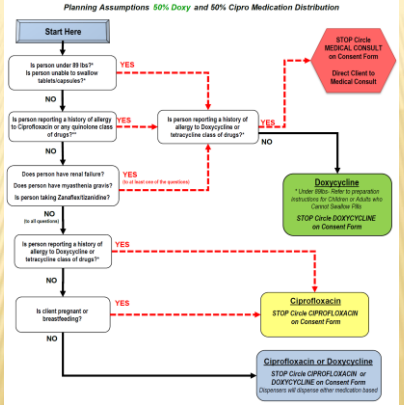 Planning Assumptions 50% Doxy and 50% Cipro Medication Distribution
Start Here
Is person under 89 lbs?*
Is person unable to swallow
tablets/capsules?*
YES
NO
Is person reporting a history of allergy
to Ciprofloxacin or any quinolone class
of drugs?**
YES
NO
Is person reporting a history of
allergy to Doxycycline or
tetracycline class of drugs?*
YES
NO
STOP Circle
MEDICAL CONSULT
on Consent Form
Direct Client to
Medical Consult
Does person have renal failure?
Does person have myasthenia gravis?
Is person taking Zanaflex/tizanidine?
YES
(to at least one of the questions)
NO
(to all questions)
Doxycycline
* Under 89lbs- Refer to preparation
instructions for Children or Adults who
Cannot Swallow Pills
STOP Circle DOXYCYCLINE
on Consent Form
Is person reporting a history of
allergy to Doxycycline or
tetracycline class of drugs?*
YES
NO
Is client pregnant or
breastfeeding?
YES
NO
Ciprofloxacin
STOP Circle CIPROFLOXACIN
on Consent Form
Ciprofloxacin or Doxycycline
STOP Circle CIPROFLOXACIN or
DOXYCYCLINE on Consent Form
Dispensers will dispense either medication based